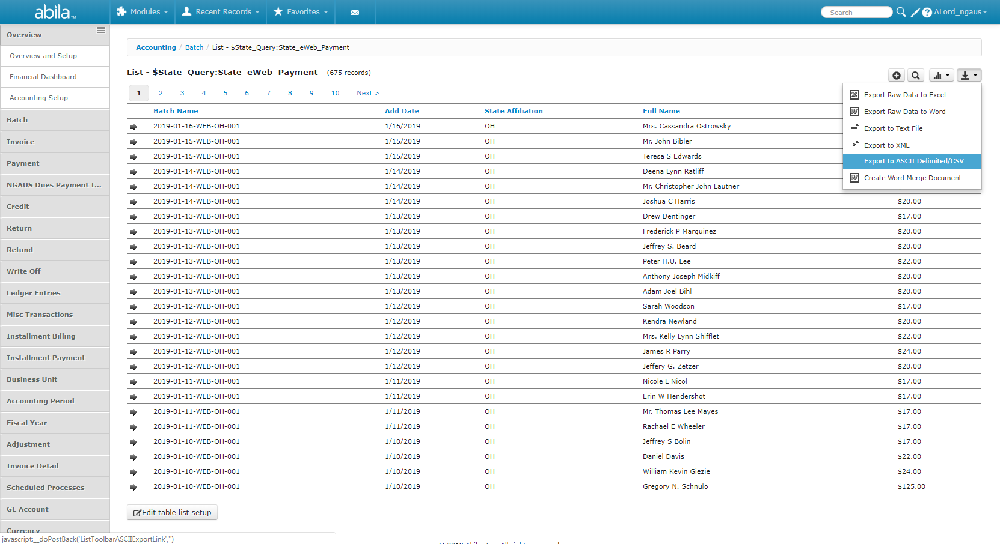 abila™ Modules Recent Records Favorites Search ALord_ngaus
Overview
Overview and Setup
Financial Dashboard
Accounting Setup
Batch
Invoice
Payment
NGAUS Dues Payment I...
Credit
Return
Refund
Write Off
Ledger Entries
Misc Transactions
Installment Billing
Installment Payment
Business Unit
Accounting Period
Fiscal Year
Adjustment
Invoice Detail
Scheduled Processes
GL Account
Currency
Accounting / Batch / List - $State_Query:State_eWeb_Payment
List - $State_Query:State_eWeb_Payment (675 records)
1 2 3 4 5 6 7 8 9 10 Next >
Export Raw Data to Excel
Export Raw Data to Word
Export to Text File
Export to XML
Export to ASCII Delimited/CSV
Create Word Merge Document
Batch Name Add Date State Affiliation Full Name
2019-01-16-WEB-OH-001 1/16/2019 OH Mrs. Cassandra Ostrowsky
2019-01-15-WEB-OH-001 1/15/2019 OH Mr. John Bibler
2019-01-15-WEB-OH-001 1/15/2019 OH Teresa S Edwards
2019-01-14-WEB-OH-001 1/14/2019 OH Deena Lynn Ratliff
2019-01-14-WEB-OH-001 1/14/2019 OH Mr. Christopher John Lautner
2019-01-14-WEB-OH-001 1/14/2019 OH Joshua C Harris $20.00
2019-01-13-WEB-OH-001 1/13/2019 OH Drew Dentinger $17.00
2019-01-13-WEB-OH-001 1/13/2019 OH Frederick P Marquinez $20.00
2019-01-13-WEB-OH-001 1/13/2019 OH Jeffrey S. Beard $20.00
2019-01-13-WEB-OH-001 1/13/2019 OH Peter H.U. Lee $22.00
2019-01-13-WEB-OH-001 1/13/2019 OH Anthony Joseph Midkiff $20.00
2019-01-13-WEB-OH-001 1/13/2019 OH Adam Joel Bihl $20.00
2019-01-12-WEB-OH-001 1/12/2019 OH Sarah Woodson $17.00
2019-01-12-WEB-OH-001 1/12/2019 OH Kendra Newland $20.00
2019-01-12-WEB-OH-001 1/12/2019 OH Mrs. Kelly Lynn Shifflet $22.00
2019-01-12-WEB-OH-001 1/12/2019 OH James R Parry $24.00
2019-01-12-WEB-OH-001 1/12/2019 OH Jeffery G. Zetzer $20.00
2019-01-11-WEB-OH-001 1/11/2019 OH Nicole L Nicol $17.00
2019-01-11-WEB-OH-001 1/11/2019 OH Erin W Hendershot $17.00
2019-01-11-WEB-OH-001 1/11/2019 OH Mr. Thomas Lee Mayes $17.00
2019-01-11-WEB-OH-001 1/11/2019 OH Rachael E Wheeler $17.00
2019-01-10-WEB-OH-001 1/10/2019 OH Jeffrey S Bolin $17.00
2019-01-10-WEB-OH-001 1/10/2019 OH Daniel Davis $22.00
2019-01-10-WEB-OH-001 1/10/2019 OH William Kevin Giezie $24.00
2019-01-10-WEB-OH-001 1/10/2019 OH Gregory N. Schnulo $125.00
Edit table list setup
javascript:__doPostBack('ListToolbarASCIIExportLink','')